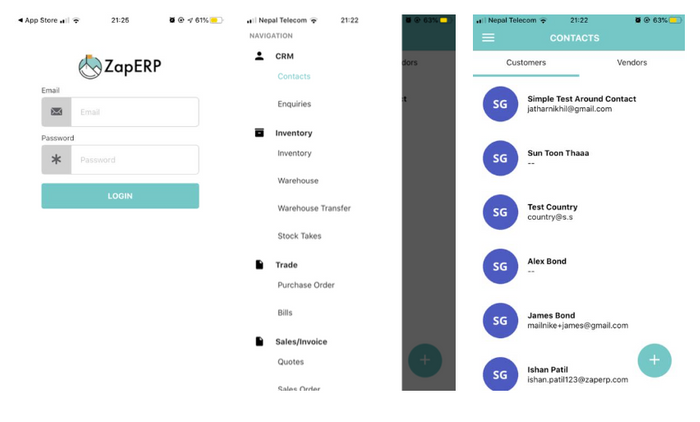 App Store
21:25
61%
ZapERP
Email
Email
Password
Password
LOGIN
Nepal Telecom
21:22
63%
NAVIGATION
CRM
Contacts
Enquiries
Inventory
Inventory
Warehouse
Warehouse Transfer
Stock Takes
Trade
Purchase Order
Bills
Sales/Invoice
Quotes
Sales Order
dors
t
+
Nepal Telecom
21:22
63%
CONTACTS
Customers
Vendors
SG
Simple Test Around Contact
jatharnikhil@gmail.com
SG
Sun Toon Thaaa
--
SG
Test Country
country@s.s
SG
Alex Bond
--
SG
James Bond
mailnike+james@gmail.com
SG
Ishan Patil
ishan.patil123@zaperp.com
+